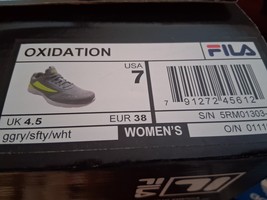 OXIDATION
FILA
USA
7
7 91272 45612
UK 4.5
EUR 38
S/N 5RM01303-
ggry/sfty/wht
WOMEN'S
O/N 0111